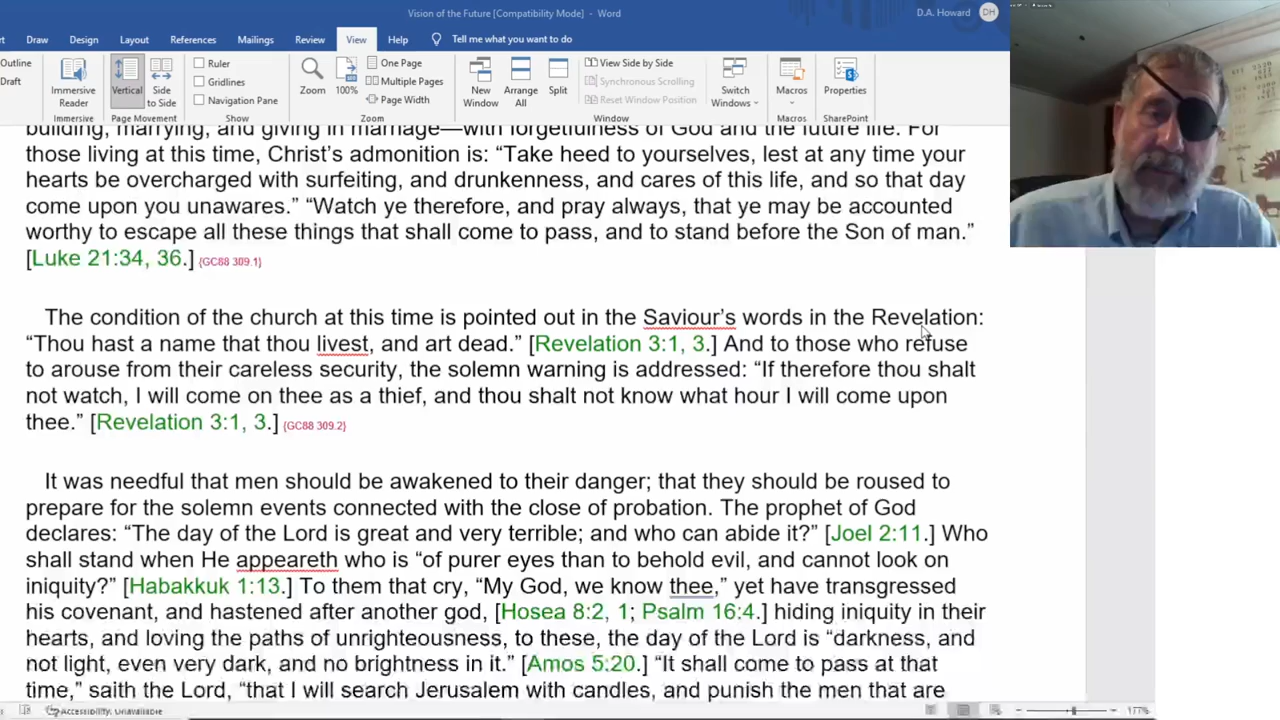 Vision of the Future [Compatibility Mode] - Word
D.A. Howard
DH
rt Draw Design Layout References Mailings Review View Help Tell me what you want to do
Outline
Draft
Immersive
Reader
Immersive
Vertical
Side
to Side
Page Movement
Ruler
Gridlines
Navigation Pane
Show
Zoom
100%
One Page
Multiple Pages
Page Width
Zoom
New
Window
Arrange
All
Split
View Side by Side
Synchronous Scrolling
Reset Window Position
Window
Switch
Windows
Macros
Macros
Properties
SharePoint
building, marrying, and giving in marriage—with forgetfulness of God and the future life. For
those living at this time, Christ’s admonition is: “Take heed to yourselves, lest at any time your
hearts be overcharged with surfeiting, and drunkenness, and cares of this life, and so that day
come upon you unawares.” “Watch ye therefore, and pray always, that ye may be accounted
worthy to escape all these things that shall come to pass, and to stand before the Son of man.”
[Luke 21:34, 36.] {GC88 309.1}
The condition of the church at this time is pointed out in the Saviour’s words in the Revelation:
“Thou hast a name that thou livest, and art dead.” [Revelation 3:1, 3.] And to those who refuse
to arouse from their careless security, the solemn warning is addressed: “If therefore thou shalt
not watch, I will come on thee as a thief, and thou shalt not know what hour I will come upon
thee.” [Revelation 3:1, 3.] {GC88 309.2}
It was needful that men should be awakened to their danger; that they should be roused to
prepare for the solemn events connected with the close of probation. The prophet of God
declares: “The day of the Lord is great and very terrible; and who can abide it?” [Joel 2:11.] Who
shall stand when He appeareth who is “of purer eyes than to behold evil, and cannot look on
iniquity?” [Habakkuk 1:13.] To them that cry, “My God, we know thee,” yet have transgressed
his covenant, and hastened after another god, [Hosea 8:2, 1; Psalm 16:4.] hiding iniquity in their
hearts, and loving the paths of unrighteousness, to these, the day of the Lord is “darkness, and
not light, even very dark, and no brightness in it.” [Amos 5:20.] “It shall come to pass at that
time,” saith the Lord, “that I will search Jerusalem with candles, and punish the men that are
Accessibility: Unavailable